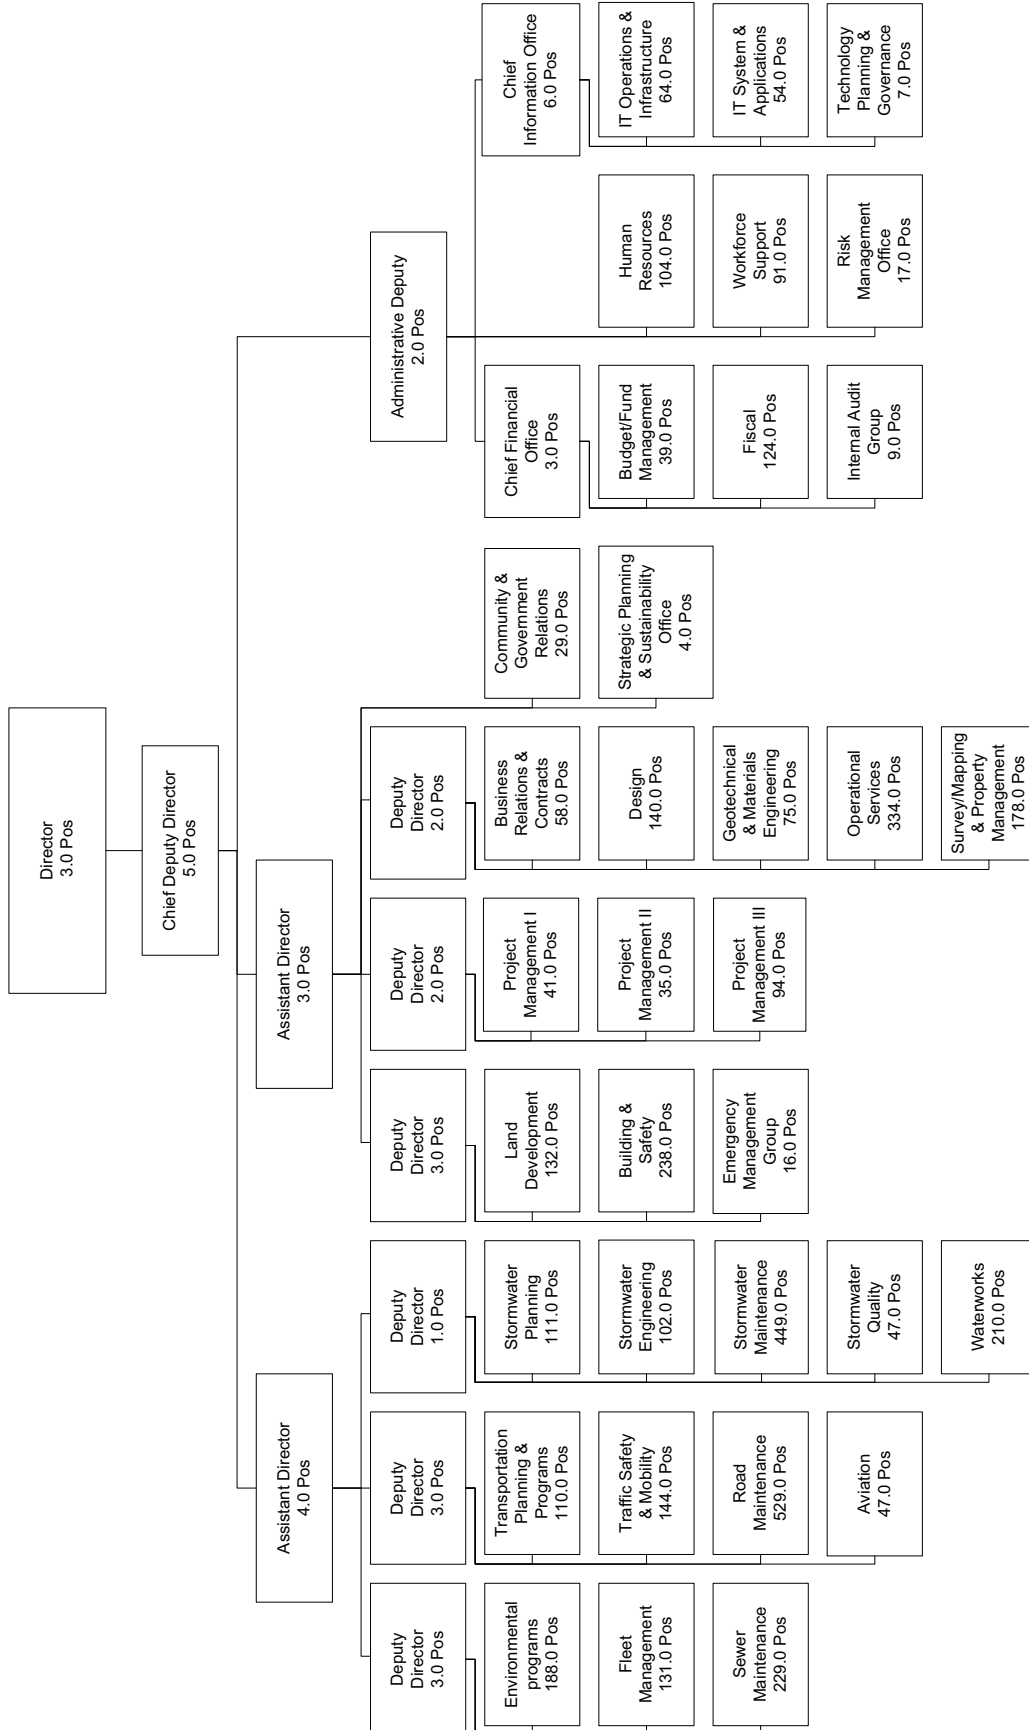 Director
3.0 Pos
Chief Deputy Director
5.0 Pos
Assistant Director
4.0 Pos
Assistant Director
3.0 Pos
Administrative Deputy
2.0 Pos
Deputy
Director
3.0 Pos
Environmental
programs
188.0 Pos
Fleet
Management
131.0 Pos
Sewer
Maintenance
229.0 Pos
Deputy
Director
3.0 Pos
Transportation
Planning &
Programs
110.0 Pos
Traffic Safety
& Mobility
144.0 Pos
Road
Maintenance
529.0 Pos
Aviation
47.0 Pos
Deputy
Director
1.0 Pos
Stormwater
Planning
111.0 Pos
Stormwater
Engineering
102.0 Pos
Stormwater
Maintenance
449.0 Pos
Stormwater
Quality
47.0 Pos
Waterworks
210.0 Pos
Deputy
Director
3.0 Pos
Land
Development
132.0 Pos
Building &
Safety
238.0 Pos
Emergency
Management
Group
16.0 Pos
Deputy
Director
2.0 Pos
Project
Management I
41.0 Pos
Project
Management II
35.0 Pos
Project
Management III
94.0 Pos
Deputy
Director
2.0 Pos
Business
Relations &
Contracts
58.0 Pos
Design
140.0 Pos
Geotechnical
& Materials
Engineering
75.0 Pos
Operational
Services
334.0 Pos
Survey/Mapping
& Property
Management
178.0 Pos
Community &
Government
Relations
29.0 Pos
Strategic Planning
& Sustainability
Office
4.0 Pos
Chief Financial
Office
3.0 Pos
Budget/Fund
Management
39.0 Pos
Fiscal
124.0 Pos
Internal Audit
Group
9.0 Pos
Human
Resources
104.0 Pos
Workforce
Support
91.0 Pos
Risk
Management
Office
17.0 Pos
Chief
Information Office
6.0 Pos
IT Operations &
Infrastructure
64.0 Pos
IT System &
Applications
54.0 Pos
Technology
Planning &
Governance
7.0 Pos